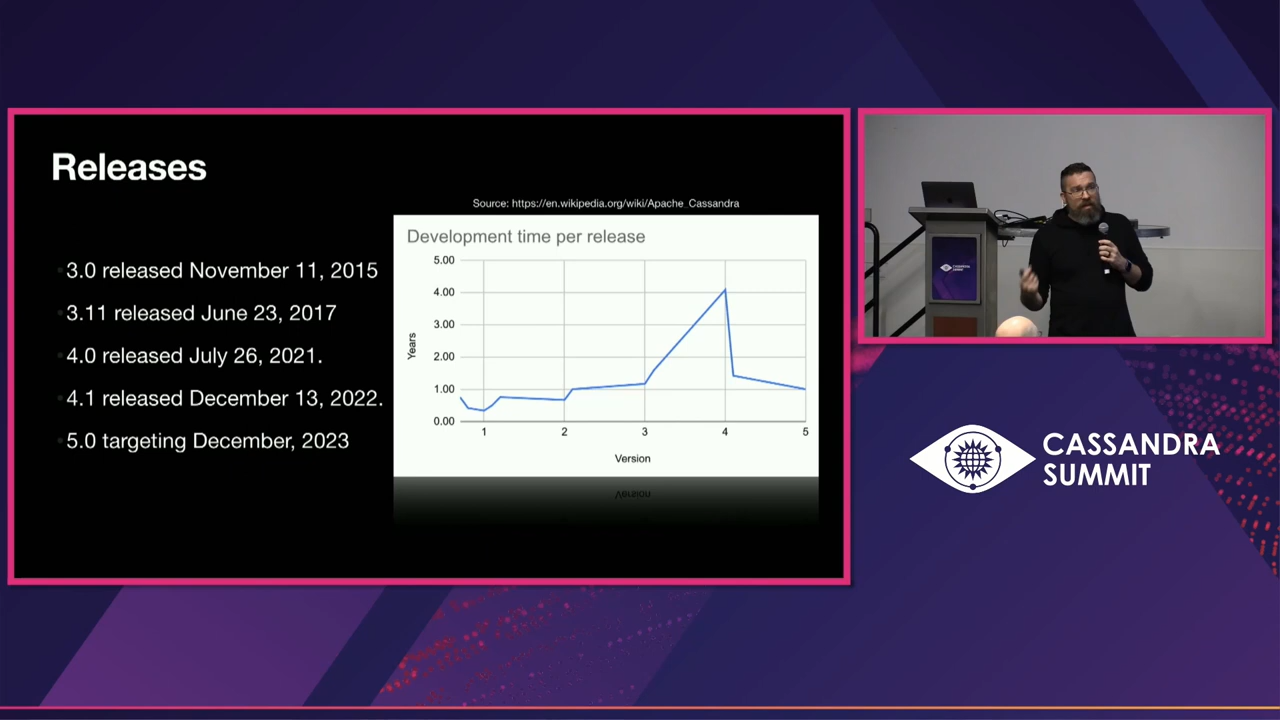 Releases
Source: https://en.wikipedia.org/wiki/Apache_Cassandra
3.0 released November 11, 2015
3.11 released June 23, 2017
4.0 released July 26, 2021.
4.1 released December 13, 2022.
5.0 targeting December, 2023
Development time per release
5.00
4.00
3.00
2.00
1.00
0.00
Years
1 2 3 4 5
Version
CASSANDRA
SUMMIT
CASSANDRA
SUMMIT